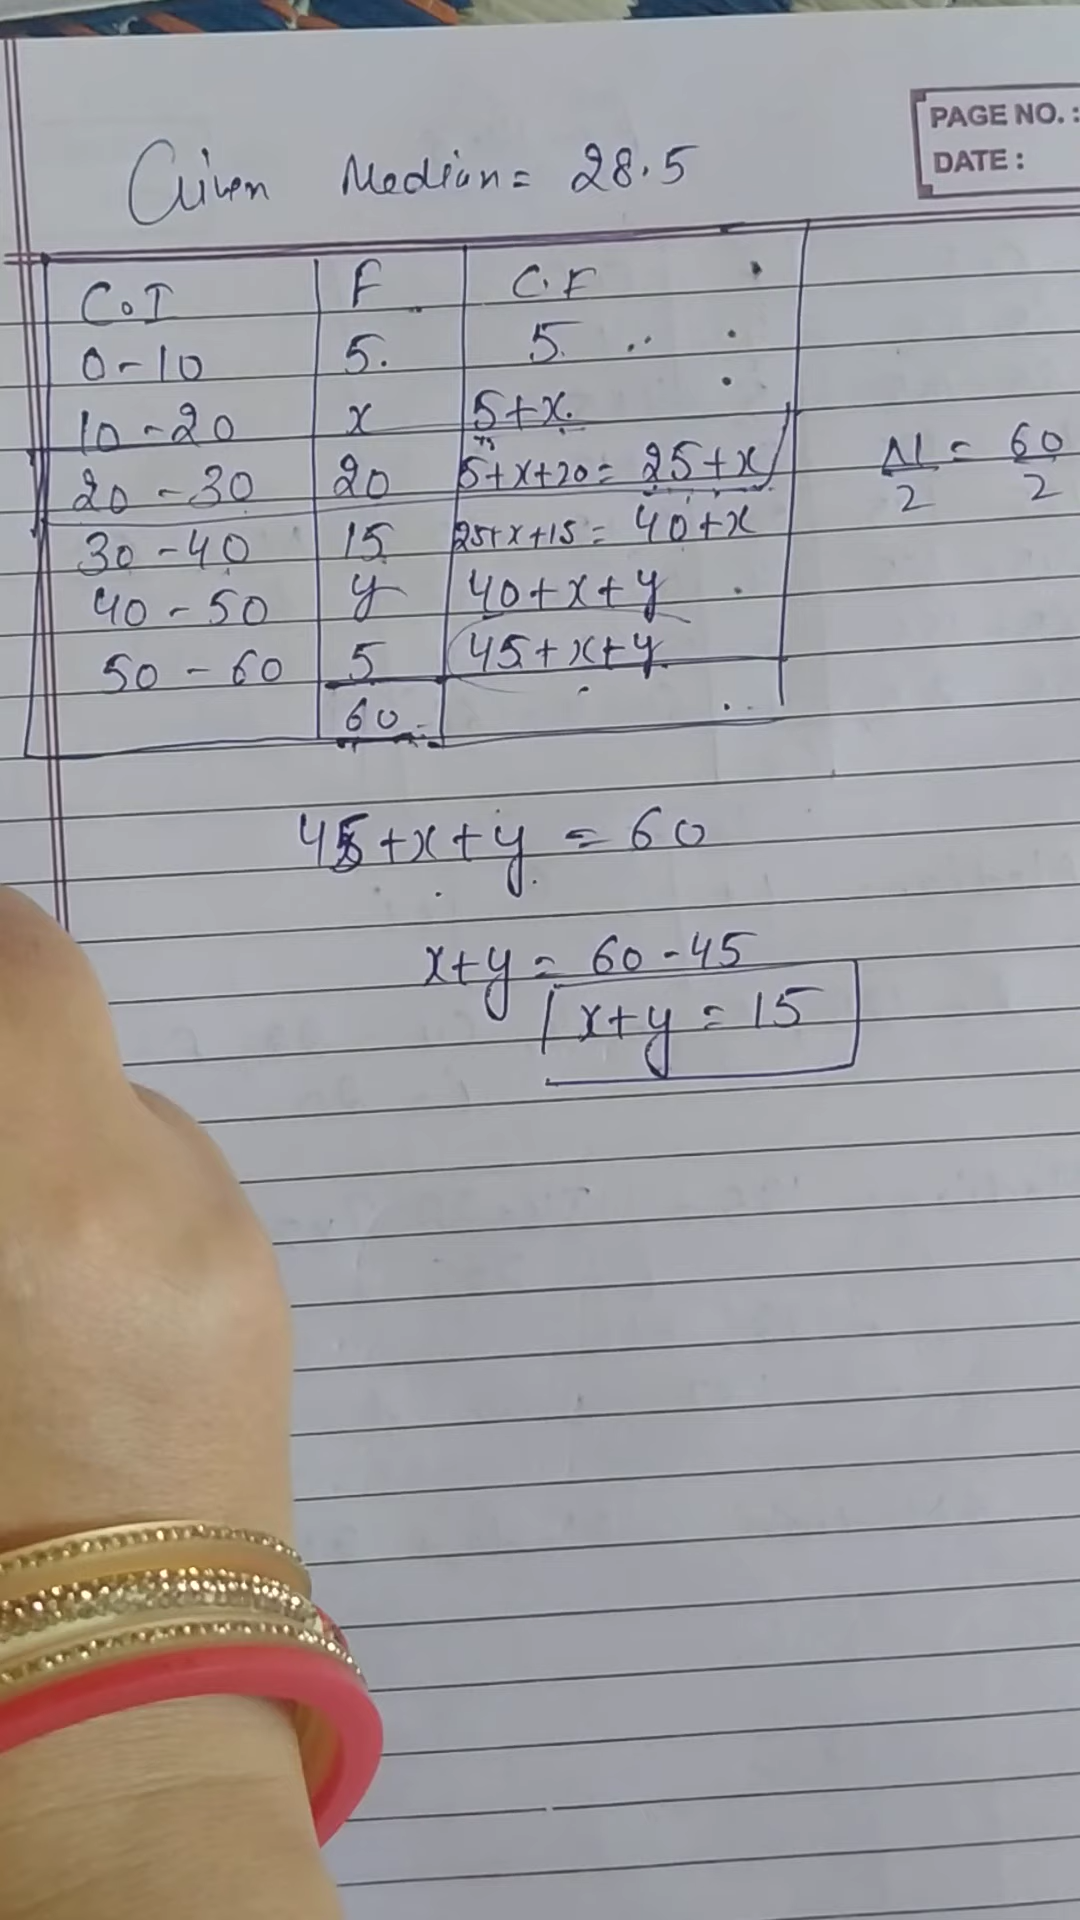 PAGE NO. :
DATE :
Given Median = 28.5
C.I F C.F
0-10 5. 5
10-20 x 5+x
20-30 20 5+x+20= 25+x
30-40 15 25+x+15= 40+x
40-50 y 40+x+y
50-60 5 45+x+y
60
N/2 = 60/2
45+x+y = 60
x+y = 60-45
x+y = 15